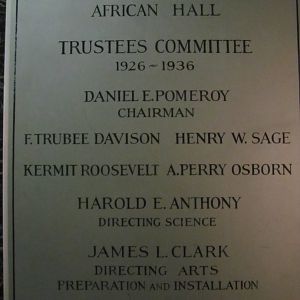 AFRICAN HALL
TRUSTEES COMMITTEE
1926 - 1936
DANIEL E. POMEROY
CHAIRMAN
F. TRUBEE DAVISON HENRY W. SAGE
KERMIT ROOSEVELT A. PERRY OSBORN
HAROLD E. ANTHONY
DIRECTING SCIENCE
JAMES L. CLARK
DIRECTING ARTS
PREPARATION AND INSTALLATION